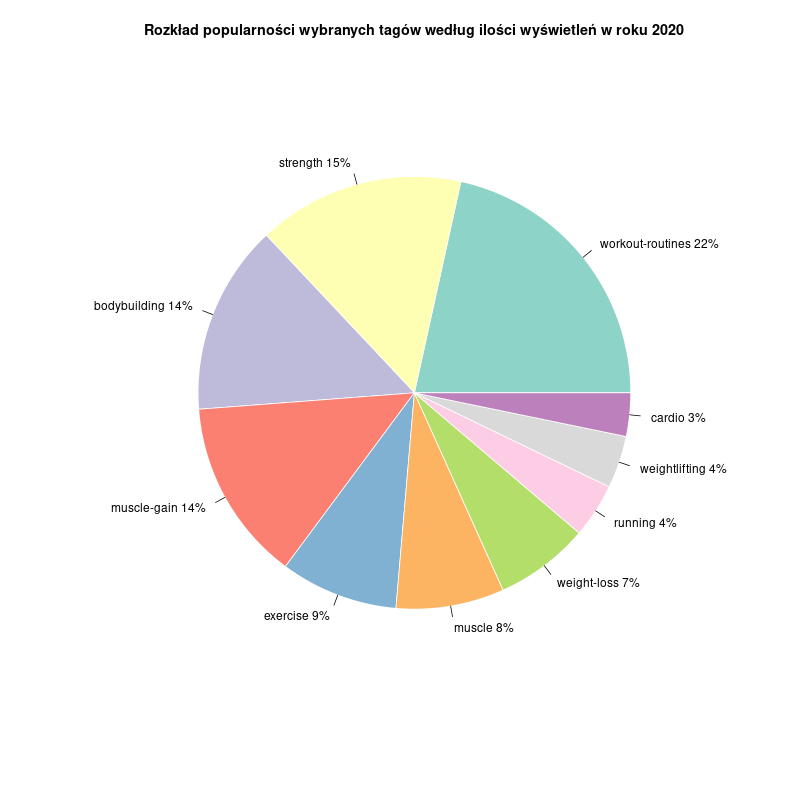 Rozkład popularności wybranych tagów według ilości wyświetleń w roku 2020
strength 15%
workout-routines 22%
bodybuilding 14%
cardio 3%
weightlifting 4%
muscle-gain 14%
running 4%
weight-loss 7%
exercise 9%
muscle 8%